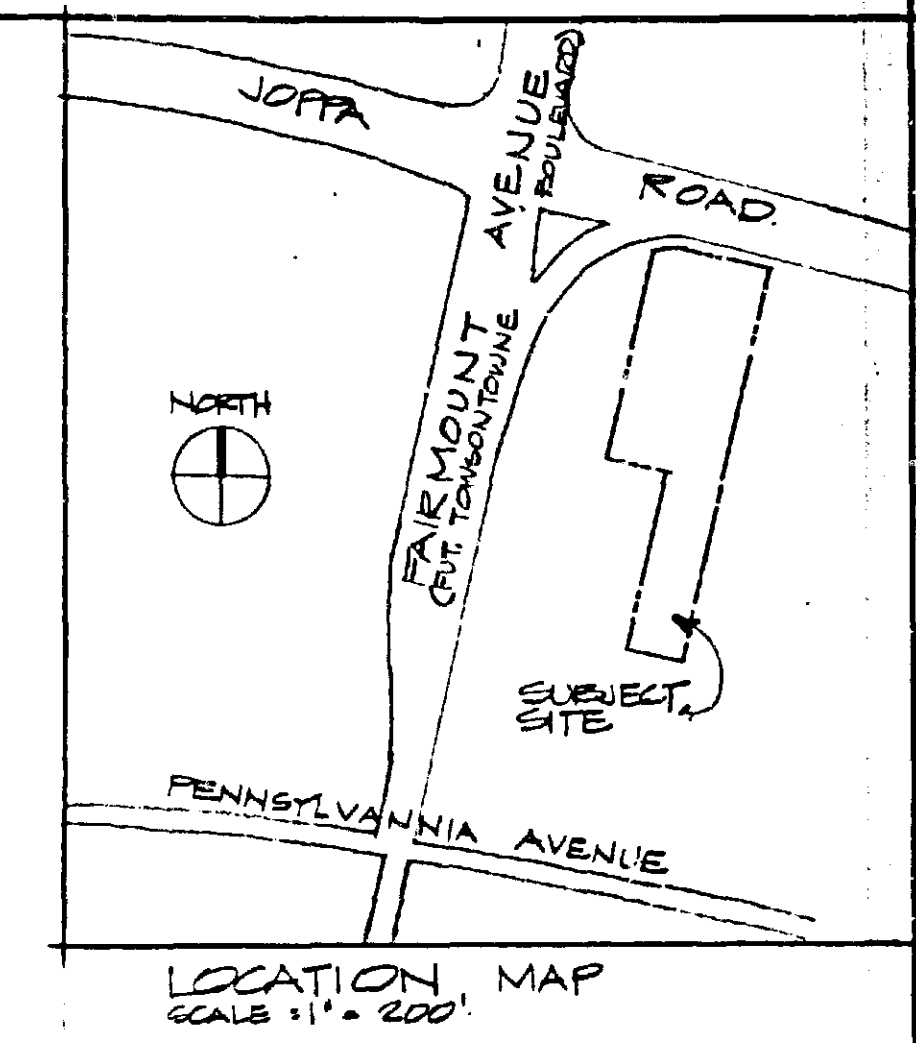 JOPPA
ROAD.
FAIRMOUNT AVENUE
(FUT. TOWSONTOWNE BOULEVARD)
NORTH
SUBJECT
SITE
PENNSYLVANNIA AVENUE
LOCATION MAP
SCALE : 1" = 200'